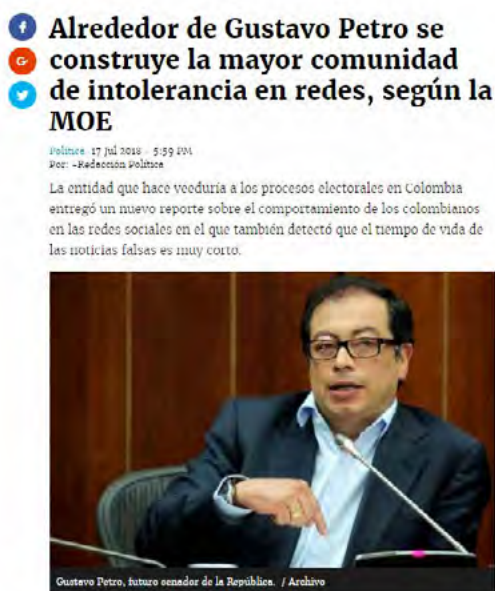 Alrededor de Gustavo Petro se
construye la mayor comunidad
de intolerancia en redes, según la
MOE
Política 17 Jul 2018 - 5:59 PM
Por: -Redacción Política
La entidad que hace veeduría a los procesos electorales en Colombia
entregó un nuevo reporte sobre el comportamiento de los colombianos
en las redes sociales en el que también detectó que el tiempo de vida de
las noticias falsas es muy corto.
Gustavo Petro, futuro senador de la República. / Archivo